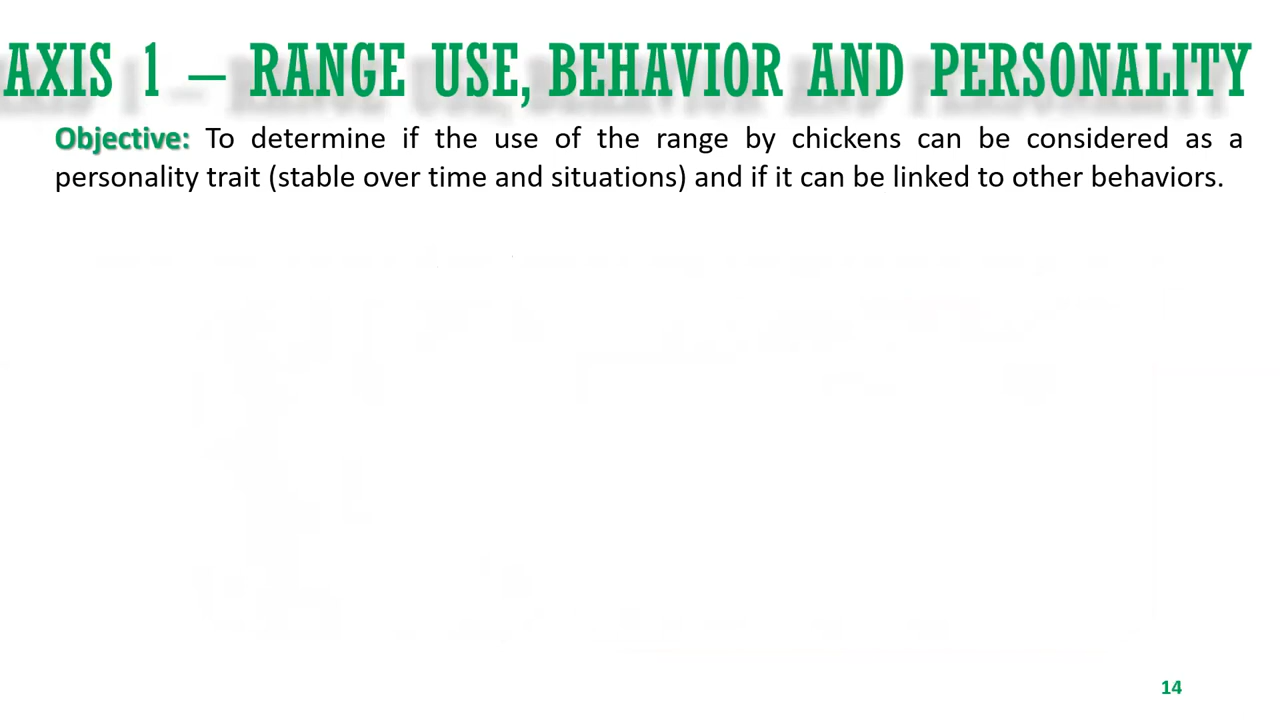 AXIS 1 – RANGE USE, BEHAVIOR AND PERSONALITY
Objective: To determine if the use of the range by chickens can be considered as a
personality trait (stable over time and situations) and if it can be linked to other behaviors.
14